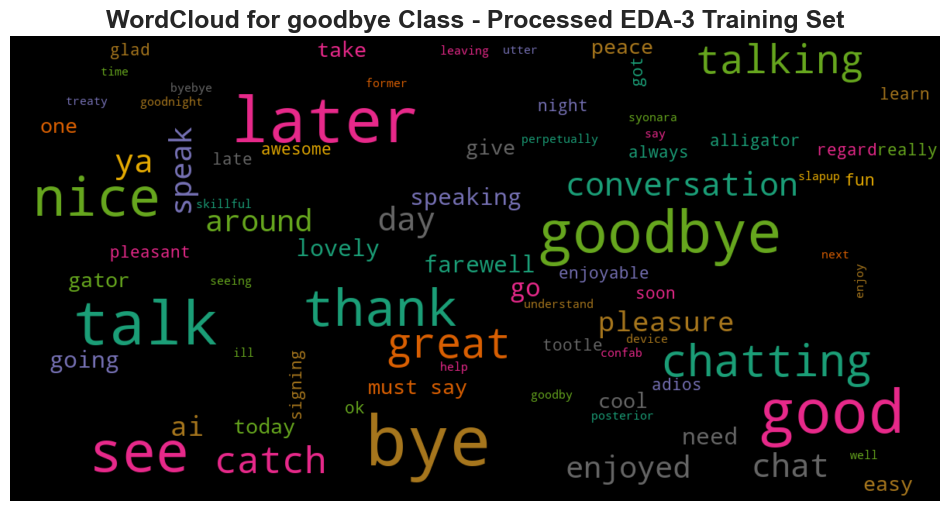 WordCloud for goodbye Class - Processed EDA-3 Training Set
glad
take
leaving
utter
peace
talking
time
former
got
byebye
learn
treaty
goodnight
later
night
one
syonara
say
perpetually
alligator
speak
ya
late
awesome
give
always
regard
really
nice
skillful
speaking
conversation
slapup
fun
around
day
goodbye
pleasant
lovely
farewell
enjoyable
next
enjoy
gator
seeing
go
soon
understand
talk
thank
pleasure
great
tootle
device
confab
chatting
going
ill
help
signing
must say
adios
ok
goodby
cool
posterior
good
ai
today
bye
need
see
catch
enjoyed
chat
well
easy